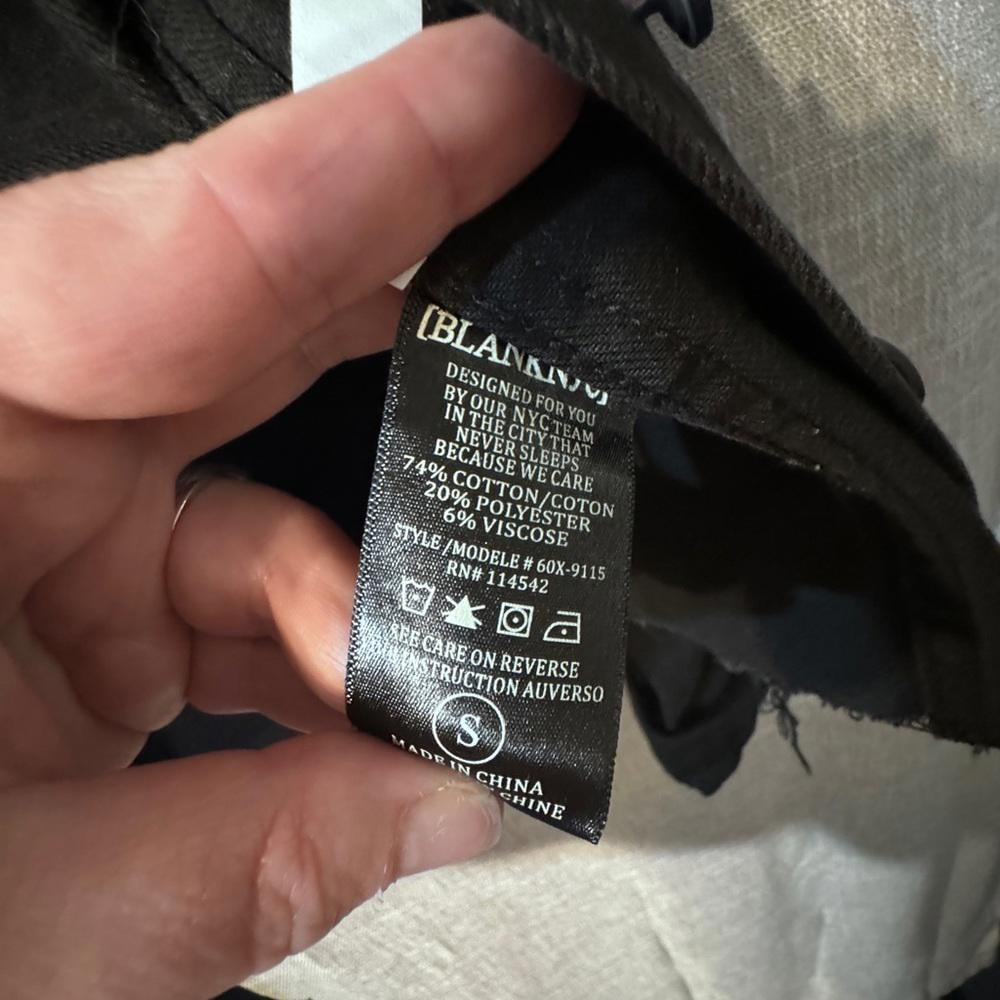 [BLANKNYC]
DESIGNED FOR YOU
BY OUR NYC TEAM
IN THE CITY THAT
NEVER SLEEPS
BECAUSE WE CARE
74% COTTON/COTON
20% POLYESTER
6% VISCOSE
STYLE/MODELE # 60X-9115
RN# 114542
SEE CARE ON REVERSE
NSTRUCTION AUVERSO
S
MADE IN CHINA
CHINE